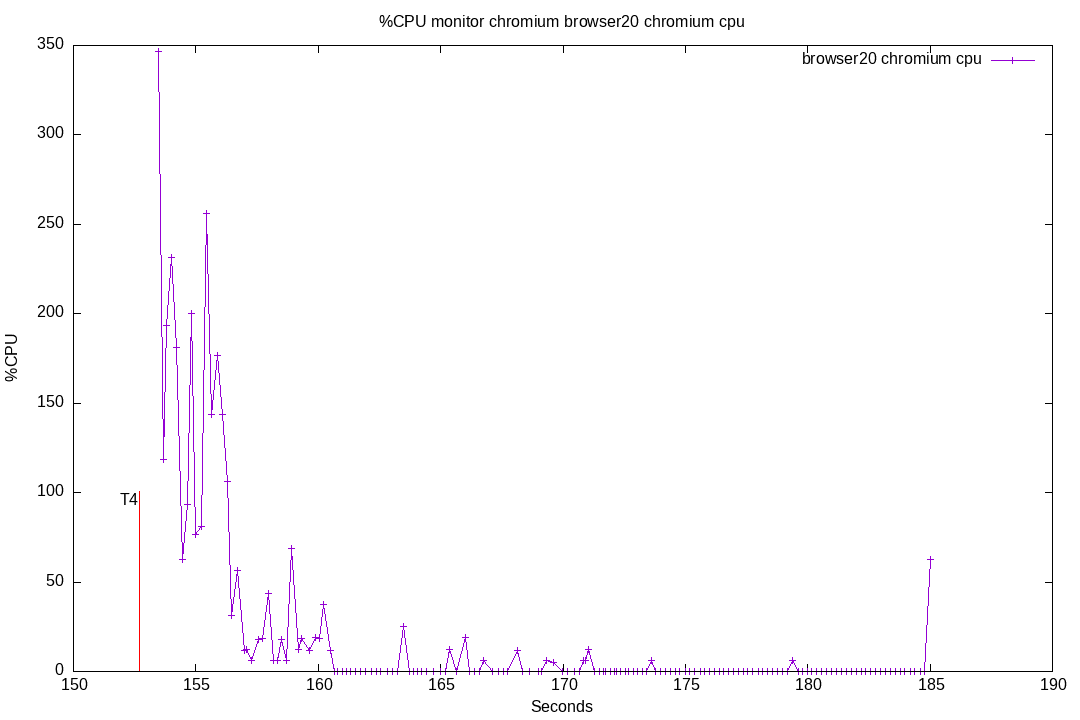 %CPU monitor chromium browser20 chromium cpu
browser20 chromium cpu
350
300
250
200
150
100
50
0
%CPU
T4
150 155 160 165 170 175 180 185 190
Seconds